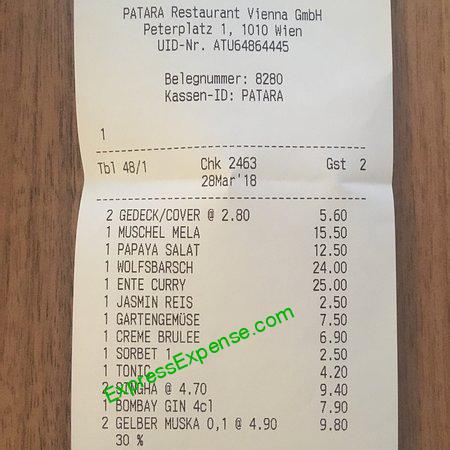 PATARA Restaurant Vienna GmbH
Peterplatz 1, 1010 Wien
UID-Nr. ATU64864445
Belegnummer: 8280
Kassen-ID: PATARA
1
Tbl 48/1 Chk 2463 Gst 2
28Mar'18
2 GEDECK/COVER @ 2.80 5.60
1 MUSCHEL MELA 15.50
1 PAPAYA SALAT 12.50
1 WOLFSBARSCH 24.00
1 ENTE CURRY 25.00
1 JASMIN REIS 2.50
1 GARTENGEMÜSE 7.50
1 CREME BRULEE 6.90
1 SORBET 1 2.50
1 TONIC 4.20
2 SINGHA @ 4.70 9.40
1 BOMBAY GIN 4cl 7.90
2 GELBER MUSKA 0,1 @ 4.90 9.80
30 %
ExpressExpense.com